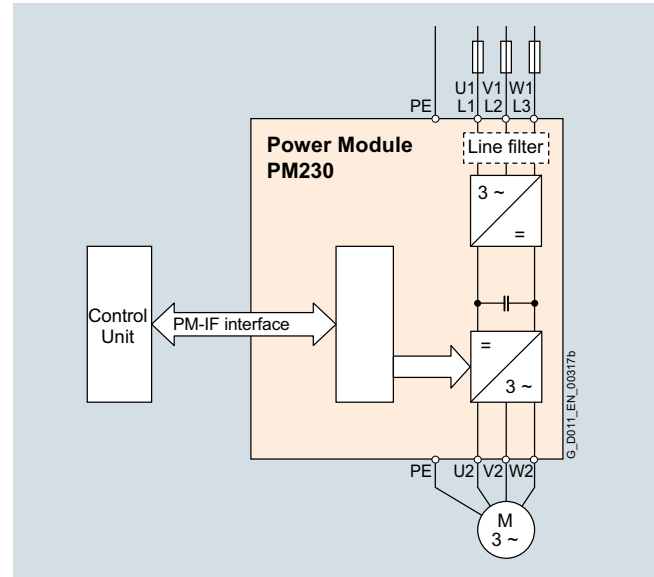 U1 V1 W1
PE L1 L2 L3
Power Module
PM230
Line filter
3 ~
=
Control
Unit
PM-IF interface
=
3 ~
G_D011_EN_00317b
PE U2 V2 W2
M
3 ~